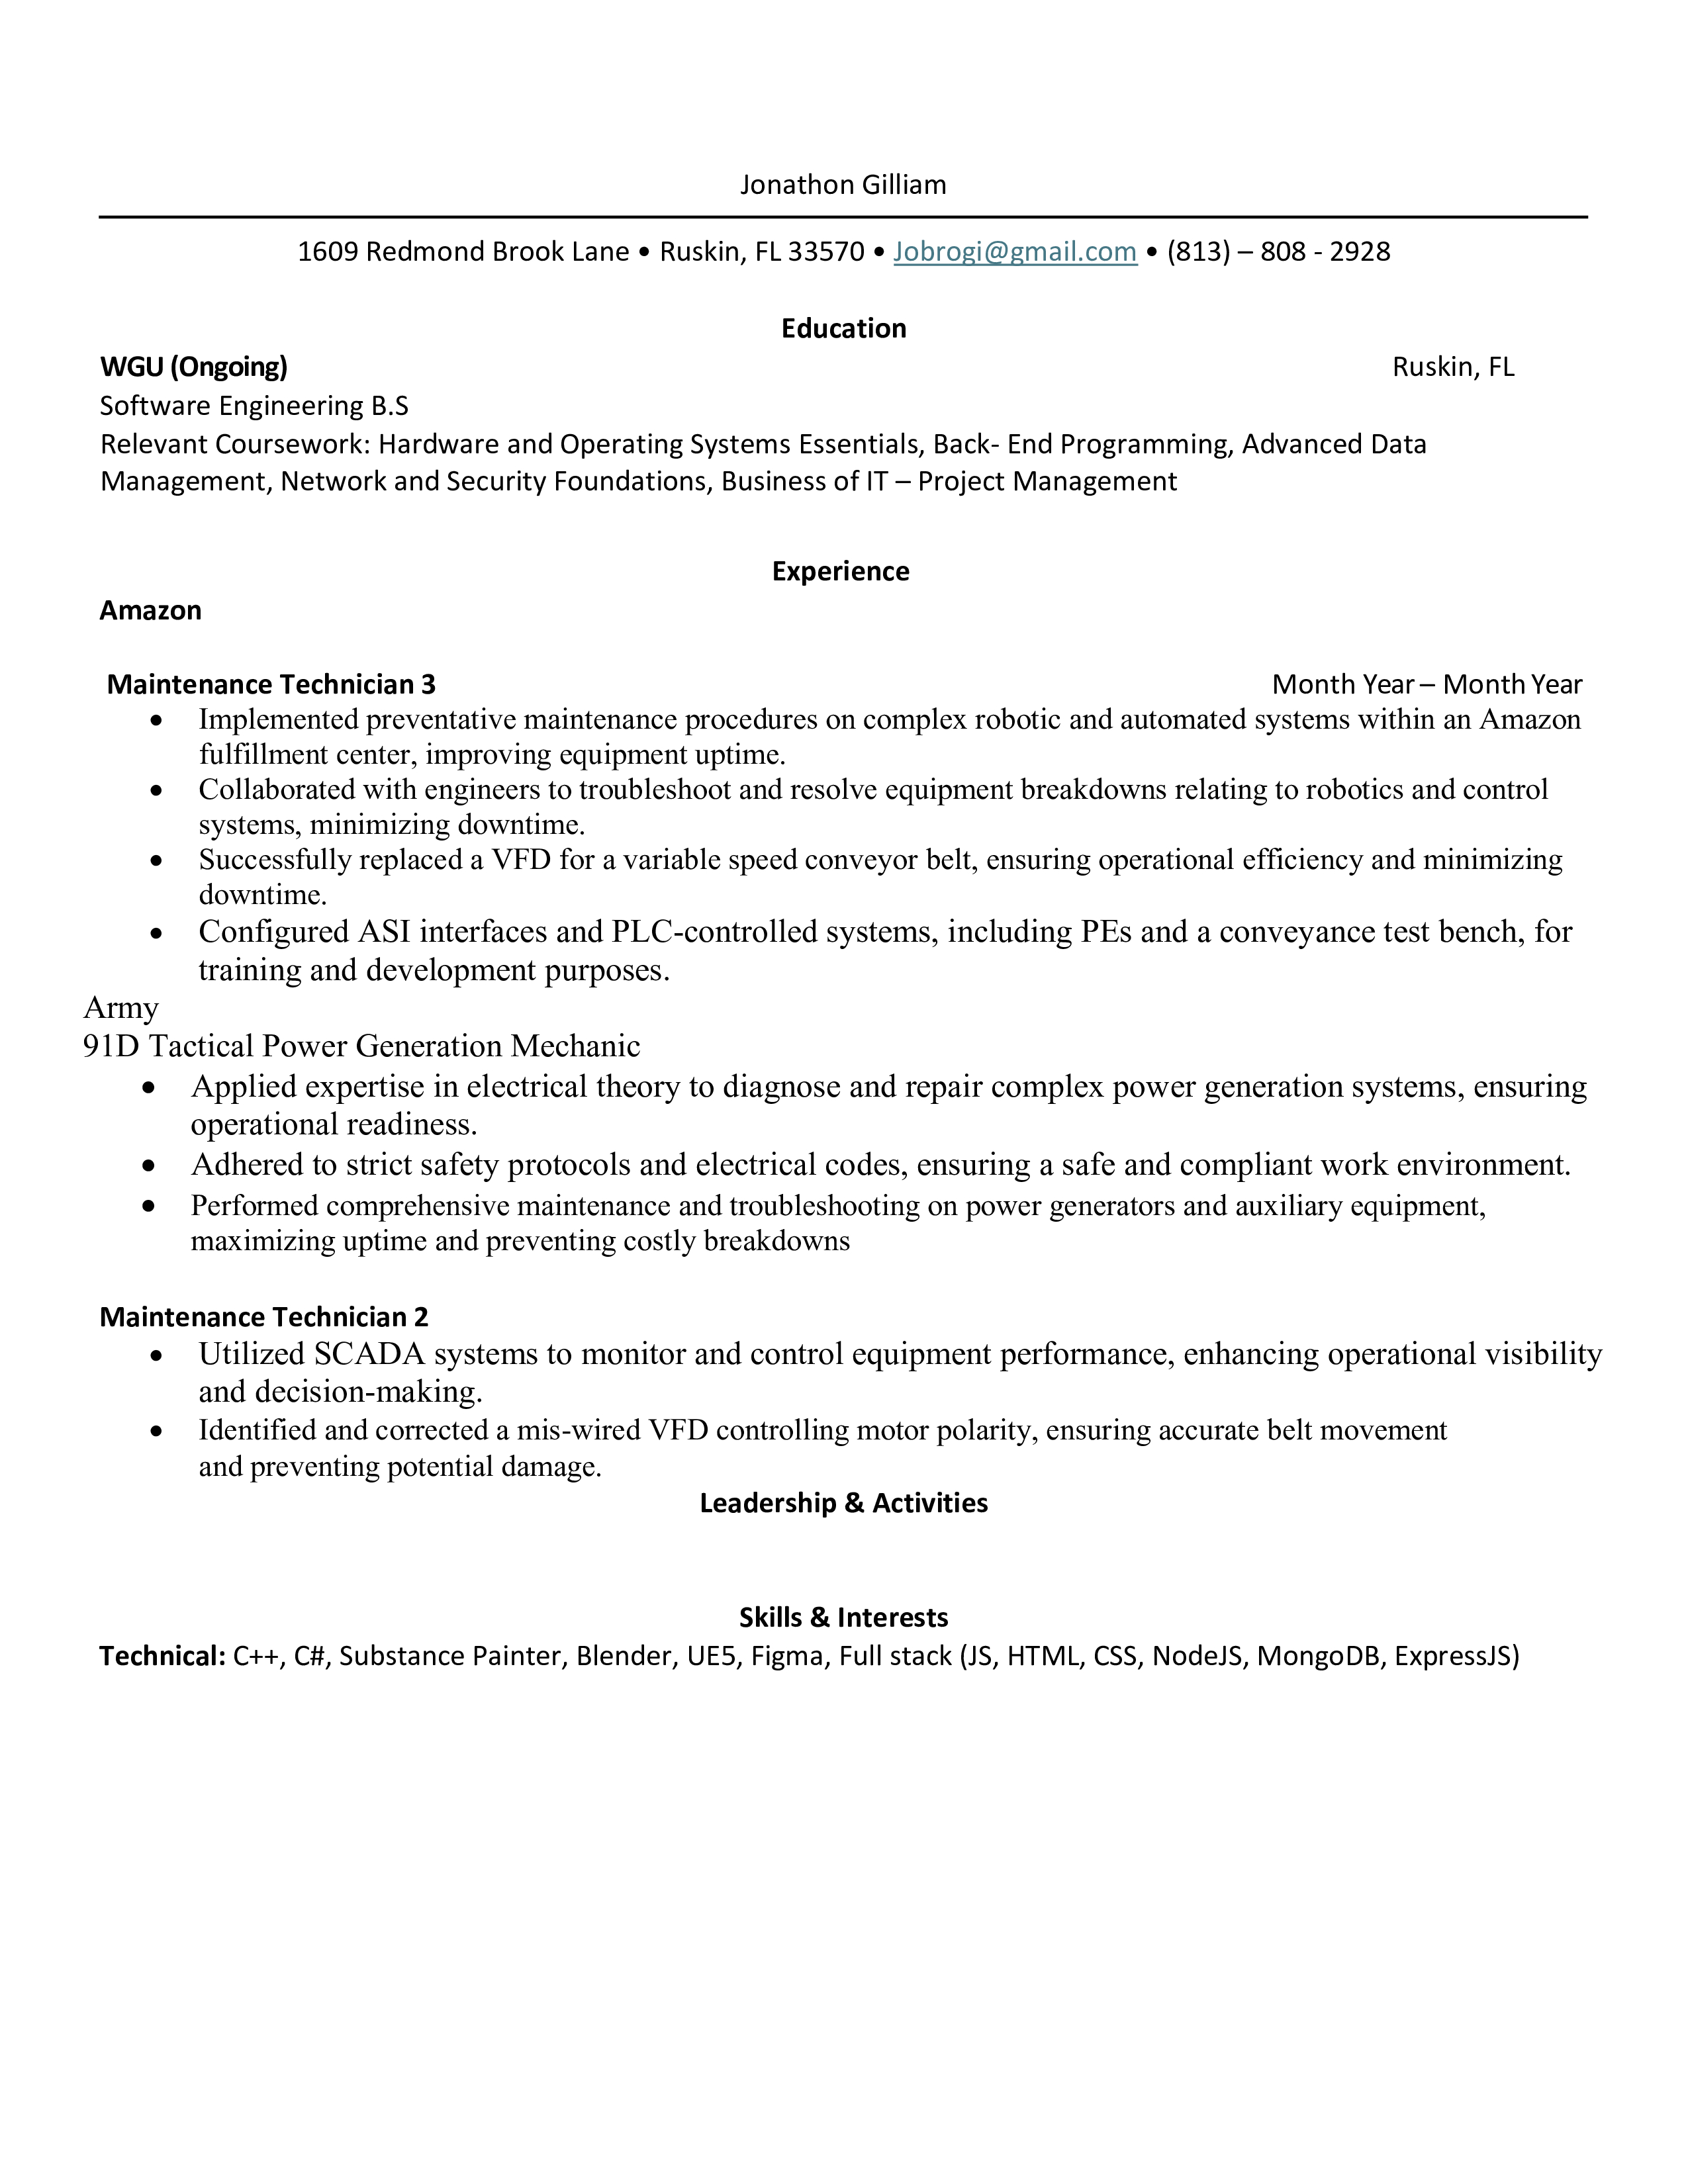 Jonathon Gilliam
1609 Redmond Brook Lane • Ruskin, FL 33570 • Jobrogi@gmail.com • (813) – 808 - 2928
Education
WGU (Ongoing) Ruskin, FL
Software Engineering B.S
Relevant Coursework: Hardware and Operating Systems Essentials, Back- End Programming, Advanced Data
Management, Network and Security Foundations, Business of IT – Project Management
Experience
Amazon
Maintenance Technician 3 Month Year – Month Year
• Implemented preventative maintenance procedures on complex robotic and automated systems within an Amazon
fulfillment center, improving equipment uptime.
• Collaborated with engineers to troubleshoot and resolve equipment breakdowns relating to robotics and control
systems, minimizing downtime.
• Successfully replaced a VFD for a variable speed conveyor belt, ensuring operational efficiency and minimizing
downtime.
• Configured ASI interfaces and PLC-controlled systems, including PEs and a conveyance test bench, for
training and development purposes.
Army
91D Tactical Power Generation Mechanic
• Applied expertise in electrical theory to diagnose and repair complex power generation systems, ensuring
operational readiness.
• Adhered to strict safety protocols and electrical codes, ensuring a safe and compliant work environment.
• Performed comprehensive maintenance and troubleshooting on power generators and auxiliary equipment,
maximizing uptime and preventing costly breakdowns
Maintenance Technician 2
• Utilized SCADA systems to monitor and control equipment performance, enhancing operational visibility
and decision-making.
• Identified and corrected a mis-wired VFD controlling motor polarity, ensuring accurate belt movement
and preventing potential damage.
Leadership & Activities
Skills & Interests
Technical: C++, C#, Substance Painter, Blender, UE5, Figma, Full stack (JS, HTML, CSS, NodeJS, MongoDB, ExpressJS)